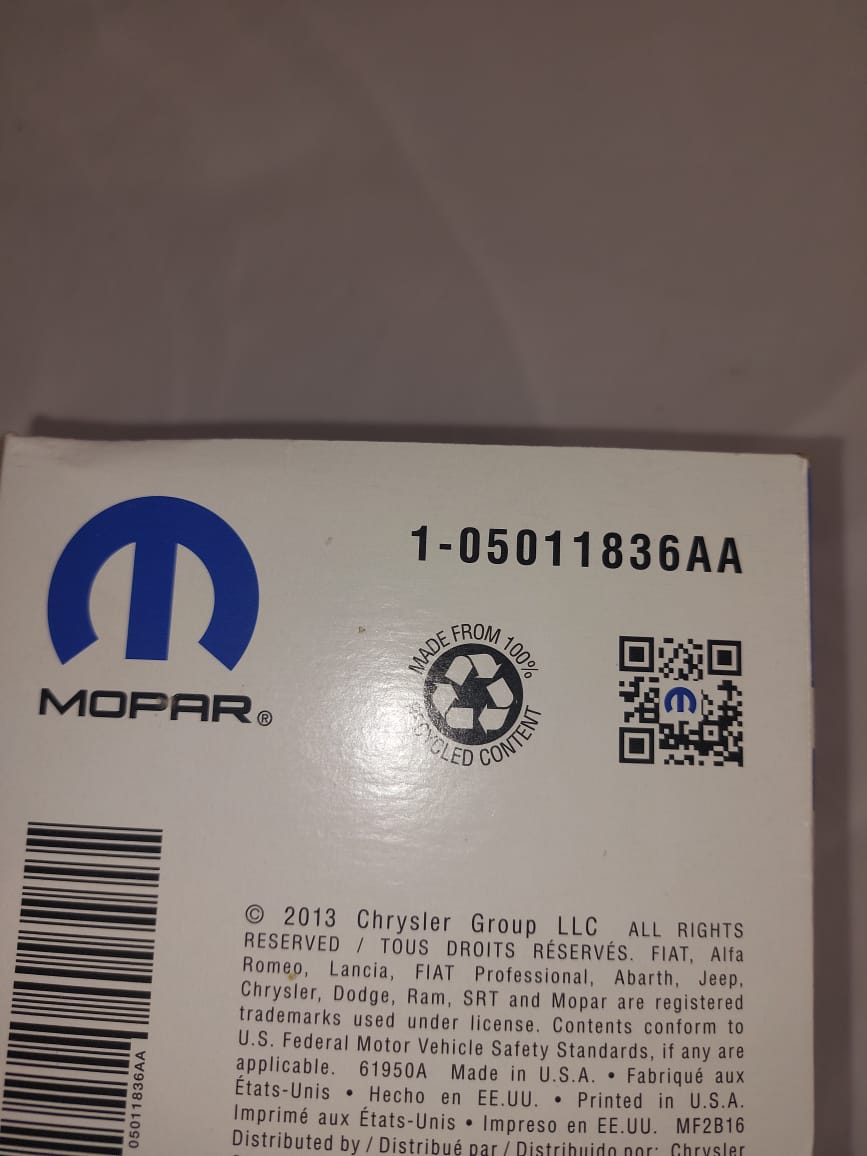 1-05011836AA
MOPAR®
MADE FROM 100%
RECYCLED CONTENT
05011836AA
© 2013 Chrysler Group LLC ALL RIGHTS
RESERVED / TOUS DROITS RÉSERVÉS. FIAT, Alfa
Romeo, Lancia, FIAT Professional, Abarth, Jeep,
Chrysler, Dodge, Ram, SRT and Mopar are registered
trademarks used under license. Contents conform to
U.S. Federal Motor Vehicle Safety Standards, if any are
applicable. 61950A Made in U.S.A. • Fabriqué aux
États-Unis • Hecho en EE.UU. • Printed in U.S.A.
Imprimé aux États-Unis • Impreso en EE.UU. MF2B16
Distributed by / Distribué par / Distribuido por: Chrysler